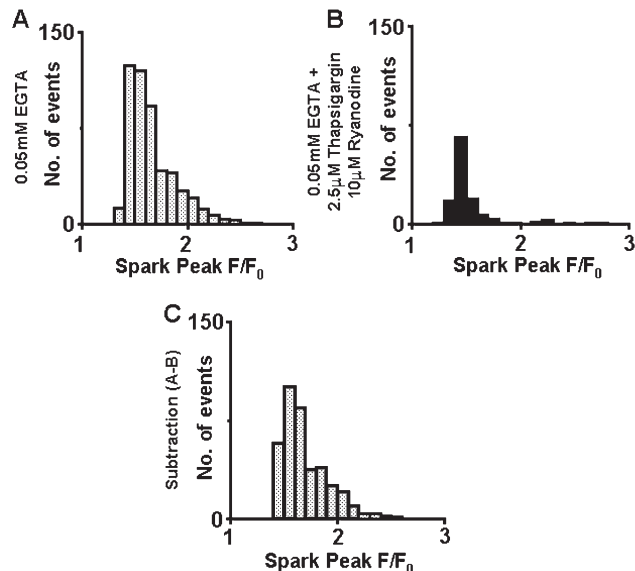 A
150
0
1
2
3
No. of events
0.05mM EGTA
Spark Peak F/F0
B
150
0
1
2
3
No. of events
0.05mM EGTA +
2.5µM Thapsigargin
10µM Ryanodine
Spark Peak F/F0
C
150
0
1
2
3
No. of events
Subtraction (A-B)
Spark Peak F/F0